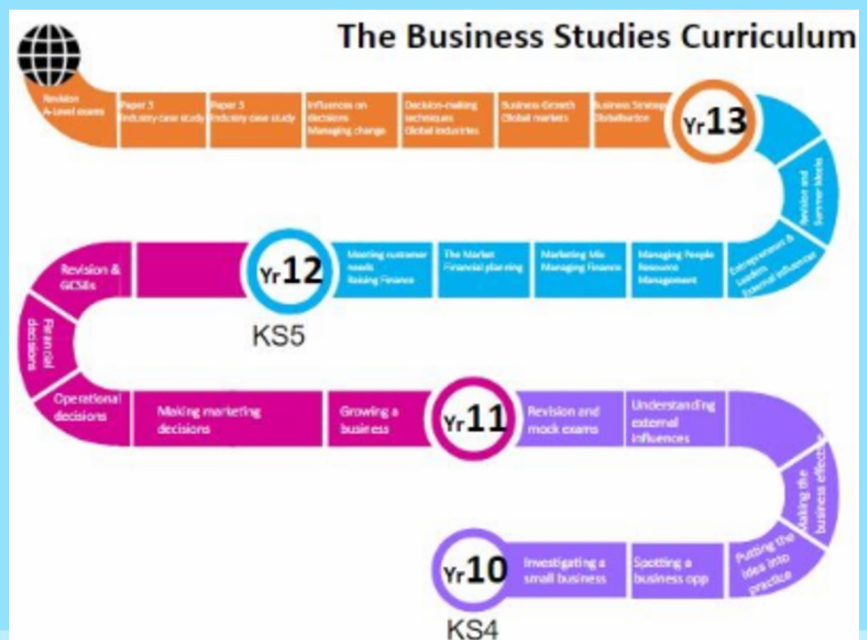 The Business Studies Curriculum
Revision
A-Level exams
Paper 3
Industry case study
Paper 3
Industry case study
Influences on
decisions
Managing change
Decision-making
techniques
Global industries
Business Growth
Global markets
Business Strategy
Globalisation
Yr13
Revision and
Summer Mocks
Entrepreneurs &
Leaders
External influences
Managing People
Resource
Management
Marketing Mix
Managing Finance
The Market
Financial planning
Meeting customer
needs
Raising Finance
Yr12
KS5
Revision &
GCSEs
Financial
decisions
Operational
decisions
Making marketing
decisions
Growing a
business
Yr11
Revision and
mock exams
Understanding
external
influences
Making the
business effective
Putting the
idea into
practice
Spotting a
business opp
Investigating a
small business
Yr10
KS4